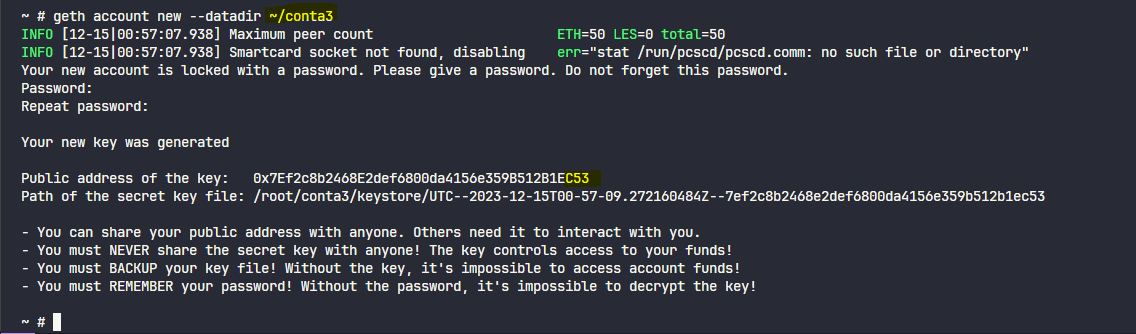 ~ # geth account new --datadir ~/conta3
INFO [12-15|00:57:07.938] Maximum peer count ETH=50 LES=0 total=50
INFO [12-15|00:57:07.938] Smartcard socket not found, disabling err="stat /run/pcscd/pcscd.comm: no such file or directory"
Your new account is locked with a password. Please give a password. Do not forget this password.
Password:
Repeat password:
Your new key was generated
Public address of the key: 0x7Ef2c8b2468E2def6800da4156e359B512B1EC53
Path of the secret key file: /root/conta3/keystore/UTC--2023-12-15T00-57-09.272160484Z--7ef2c8b2468e2def6800da4156e359b512b1ec53
- You can share your public address with anyone. Others need it to interact with you.
- You must NEVER share the secret key with anyone! The key controls access to your funds!
- You must BACKUP your key file! Without the key, it's impossible to access account funds!
- You must REMEMBER your password! Without the password, it's impossible to decrypt the key!
~ #